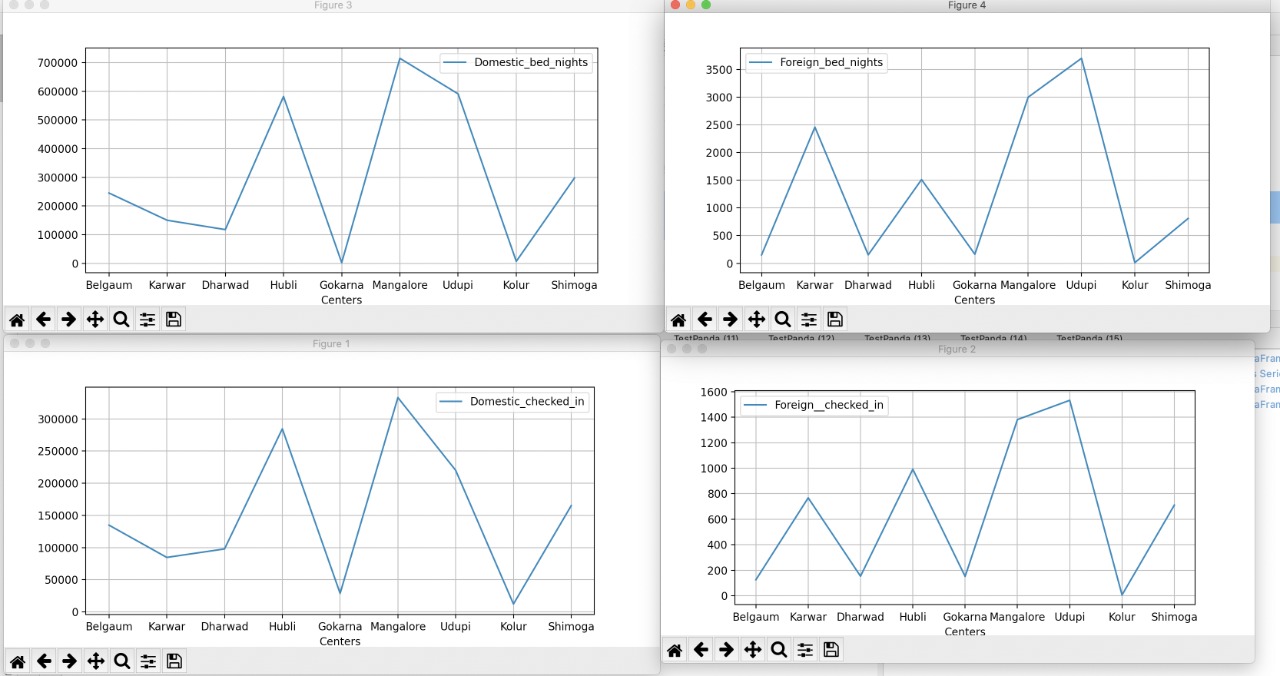 Figure 3
Domestic_bed_nights
700000
600000
500000
400000
300000
200000
100000
0
Belgaum Karwar Dharwad Hubli Gokarna Mangalore Udupi Kolur Shimoga
Centers
Figure 4
Foreign_bed_nights
3500
3000
2500
2000
1500
1000
500
0
Belgaum Karwar Dharwad Hubli Gokarna Mangalore Udupi Kolur Shimoga
Centers
TestPanda (11) TestPanda (12) TestPanda (13) TestPanda (14) TestPanda (15)
Figure 1
Domestic_checked_in
300000
250000
200000
150000
100000
50000
0
Belgaum Karwar Dharwad Hubli Gokarna Mangalore Udupi Kolur Shimoga
Centers
Figure 2
Foreign__checked_in
1600
1400
1200
1000
800
600
400
200
0
Belgaum Karwar Dharwad Hubli Gokarna Mangalore Udupi Kolur Shimoga
Centers